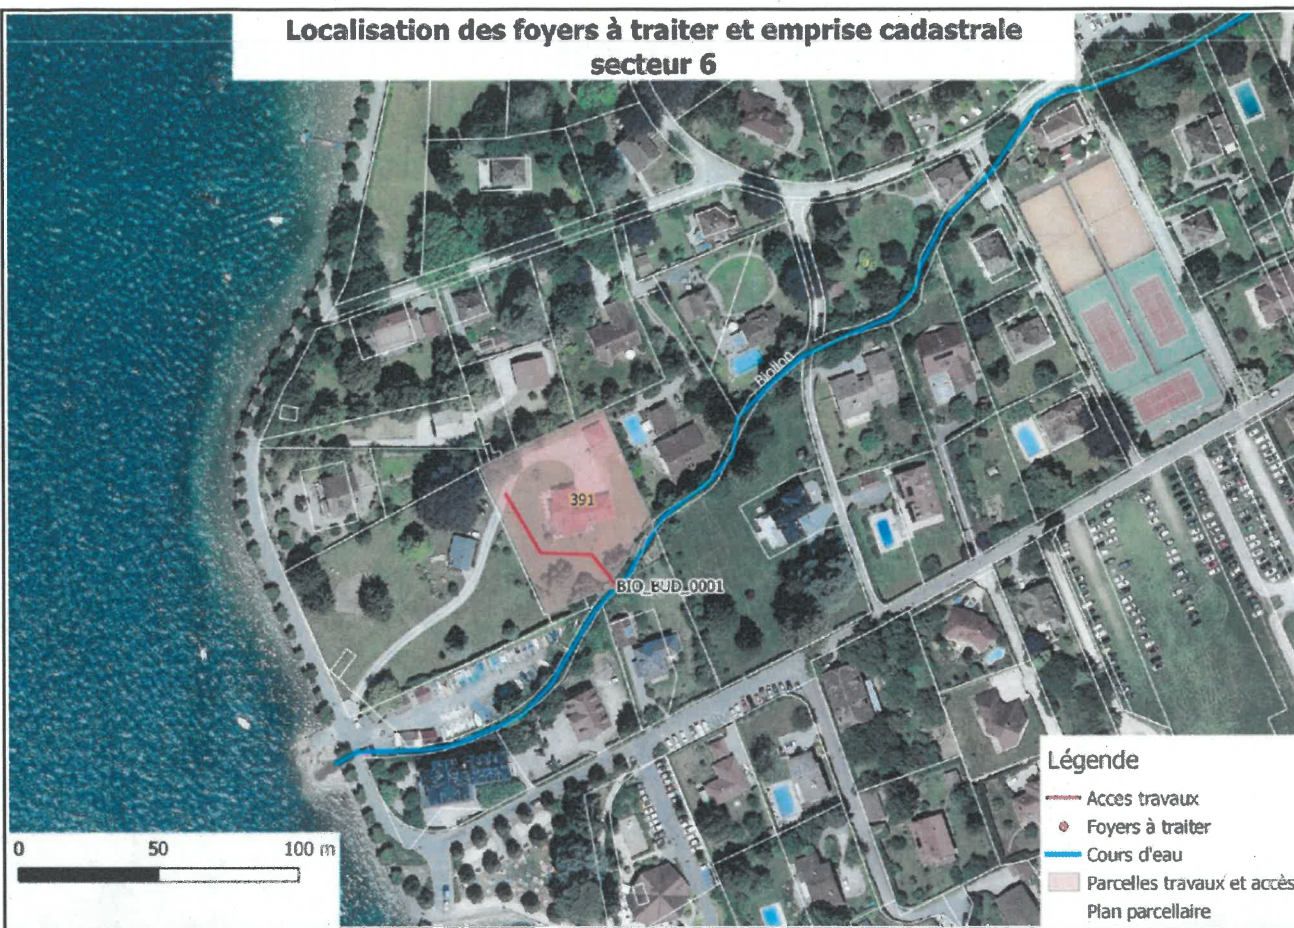 Localisation des foyers à traiter et emprise cadastrale
secteur 6
Biollon
391
BIO_BUD_0001
Légende
Acces travaux
Foyers à traiter
Cours d'eau
Parcelles travaux et accès
Plan parcellaire
0 50 100 m